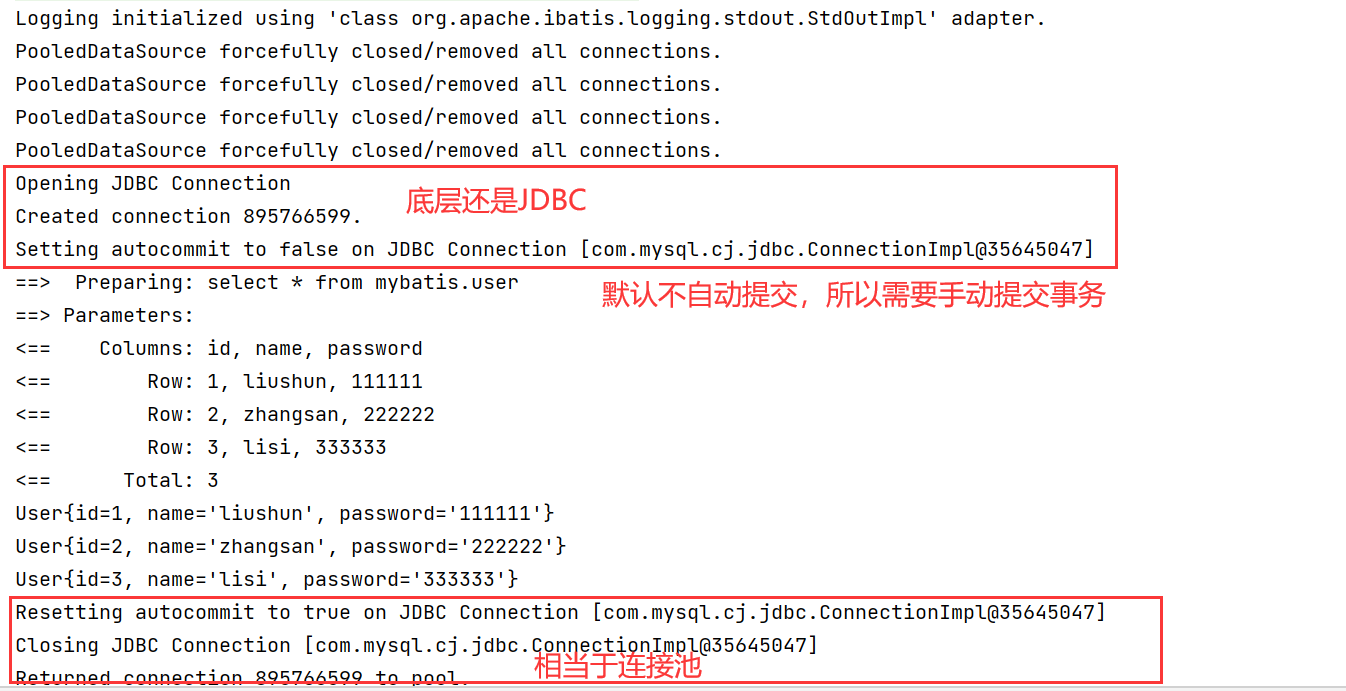 Logging initialized using 'class org.apache.ibatis.logging.stdout.StdOutImpl' adapter.
PooledDataSource forcefully closed/removed all connections.
PooledDataSource forcefully closed/removed all connections.
PooledDataSource forcefully closed/removed all connections.
PooledDataSource forcefully closed/removed all connections.
Opening JDBC Connection
底层还是JDBC
Created connection 895766599.
Setting autocommit to false on JDBC Connection [com.mysql.cj.jdbc.ConnectionImpl@35645047]
==>  Preparing: select * from mybatis.user
默认不自动提交，所以需要手动提交事务
==> Parameters:
<==    Columns: id, name, password
<==        Row: 1, liushun, 111111
<==        Row: 2, zhangsan, 222222
<==        Row: 3, lisi, 333333
<==      Total: 3
User{id=1, name='liushun', password='111111'}
User{id=2, name='zhangsan', password='222222'}
User{id=3, name='lisi', password='333333'}
Resetting autocommit to true on JDBC Connection [com.mysql.cj.jdbc.ConnectionImpl@35645047]
Closing JDBC Connection [com.mysql.cj.jdbc.ConnectionImpl@35645047]
相当于连接池
Returned connection 895766599 to pool.